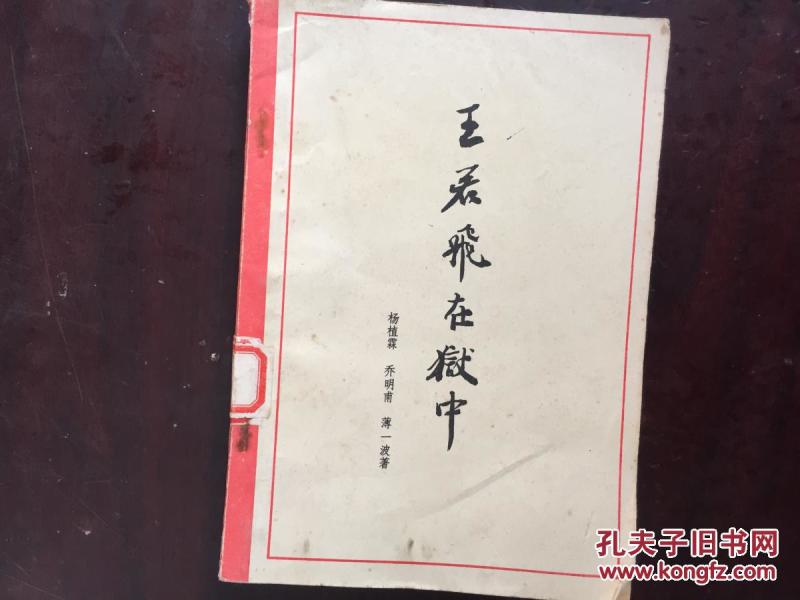 王若飛在獄中
杨植霖 乔明甫 薄一波著
孔夫子旧书网
www.kongfz.com